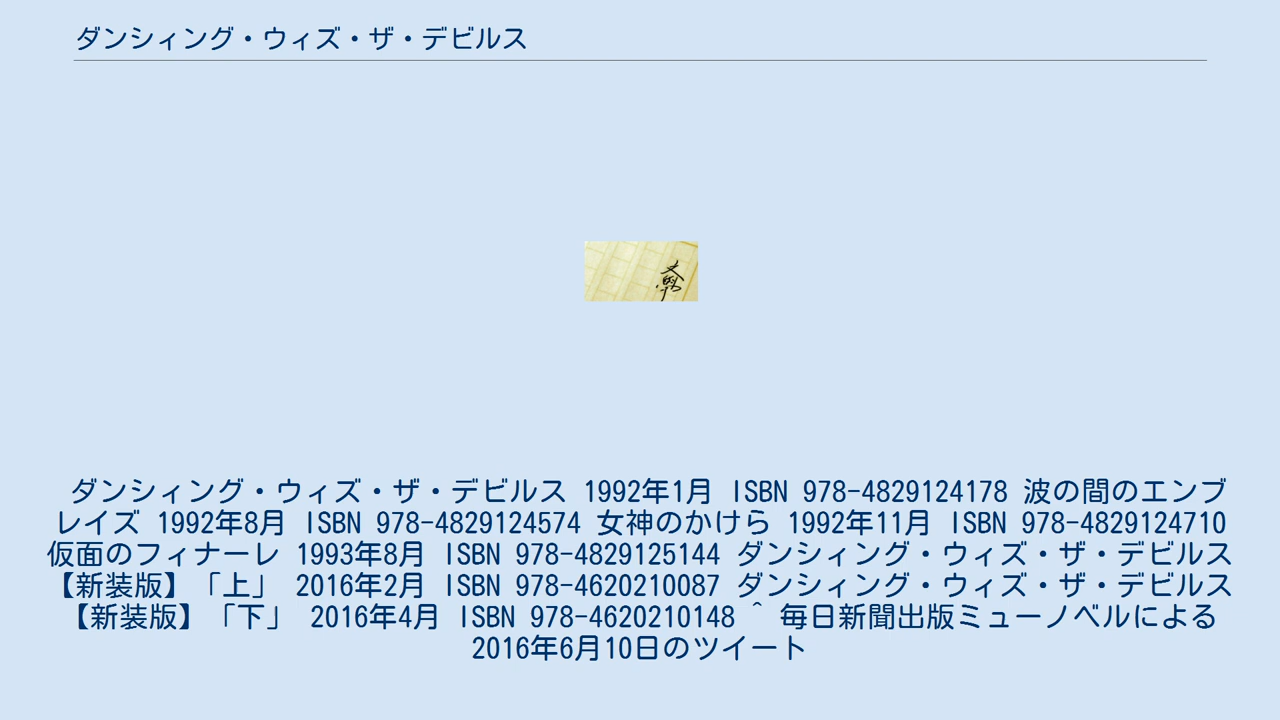 ダンシィング・ウィズ・ザ・デビルス
ダンシィング・ウィズ・ザ・デビルス 1992年1月 ISBN 978-4829124178 波の間のエンブ
レイズ 1992年8月 ISBN 978-4829124574 女神のかけら 1992年11月 ISBN 978-4829124710
仮面のフィナーレ 1993年8月 ISBN 978-4829125144 ダンシィング・ウィズ・ザ・デビルス
【新装版】「上」 2016年2月 ISBN 978-4620210087 ダンシィング・ウィズ・ザ・デビルス
【新装版】「下」 2016年4月 ISBN 978-4620210148 ^ 毎日新聞出版ミューノベルによる
2016年6月10日のツイート